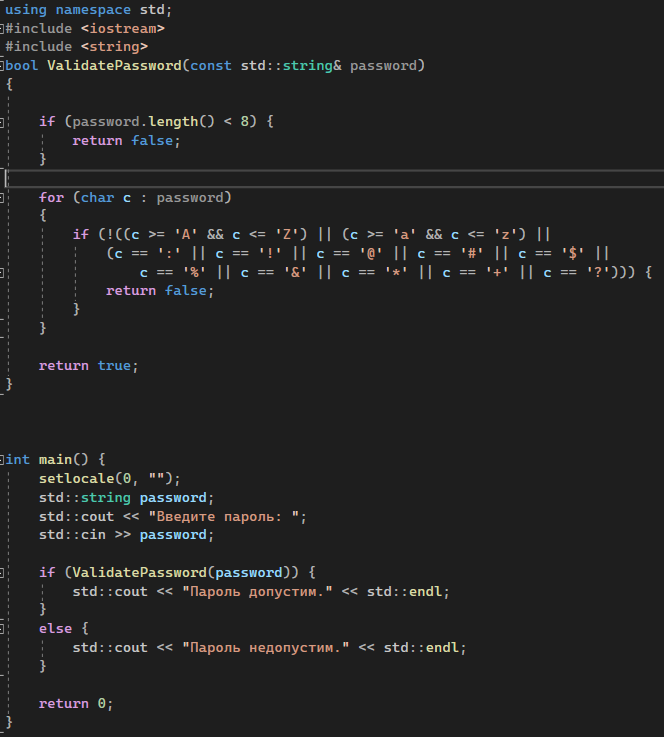 using namespace std;
#include <iostream>
#include <string>
bool ValidatePassword(const std::string& password)
{
if (password.length() < 8) {
return false;
}
for (char c : password)
{
if (!((c >= 'A' && c <= 'Z') || (c >= 'a' && c <= 'z') ||
(c == ':' || c == '!' || c == '@' || c == '#' || c == '$' ||
c == '%' || c == '&' || c == '*' || c == '+' || c == '?'))) {
return false;
}
}
return true;
}
int main() {
setlocale(0, "");
std::string password;
std::cout << "Введите пароль: ";
std::cin >> password;
if (ValidatePassword(password)) {
std::cout << "Пароль допустим." << std::endl;
}
else {
std::cout << "Пароль недопустим." << std::endl;
}
return 0;
}